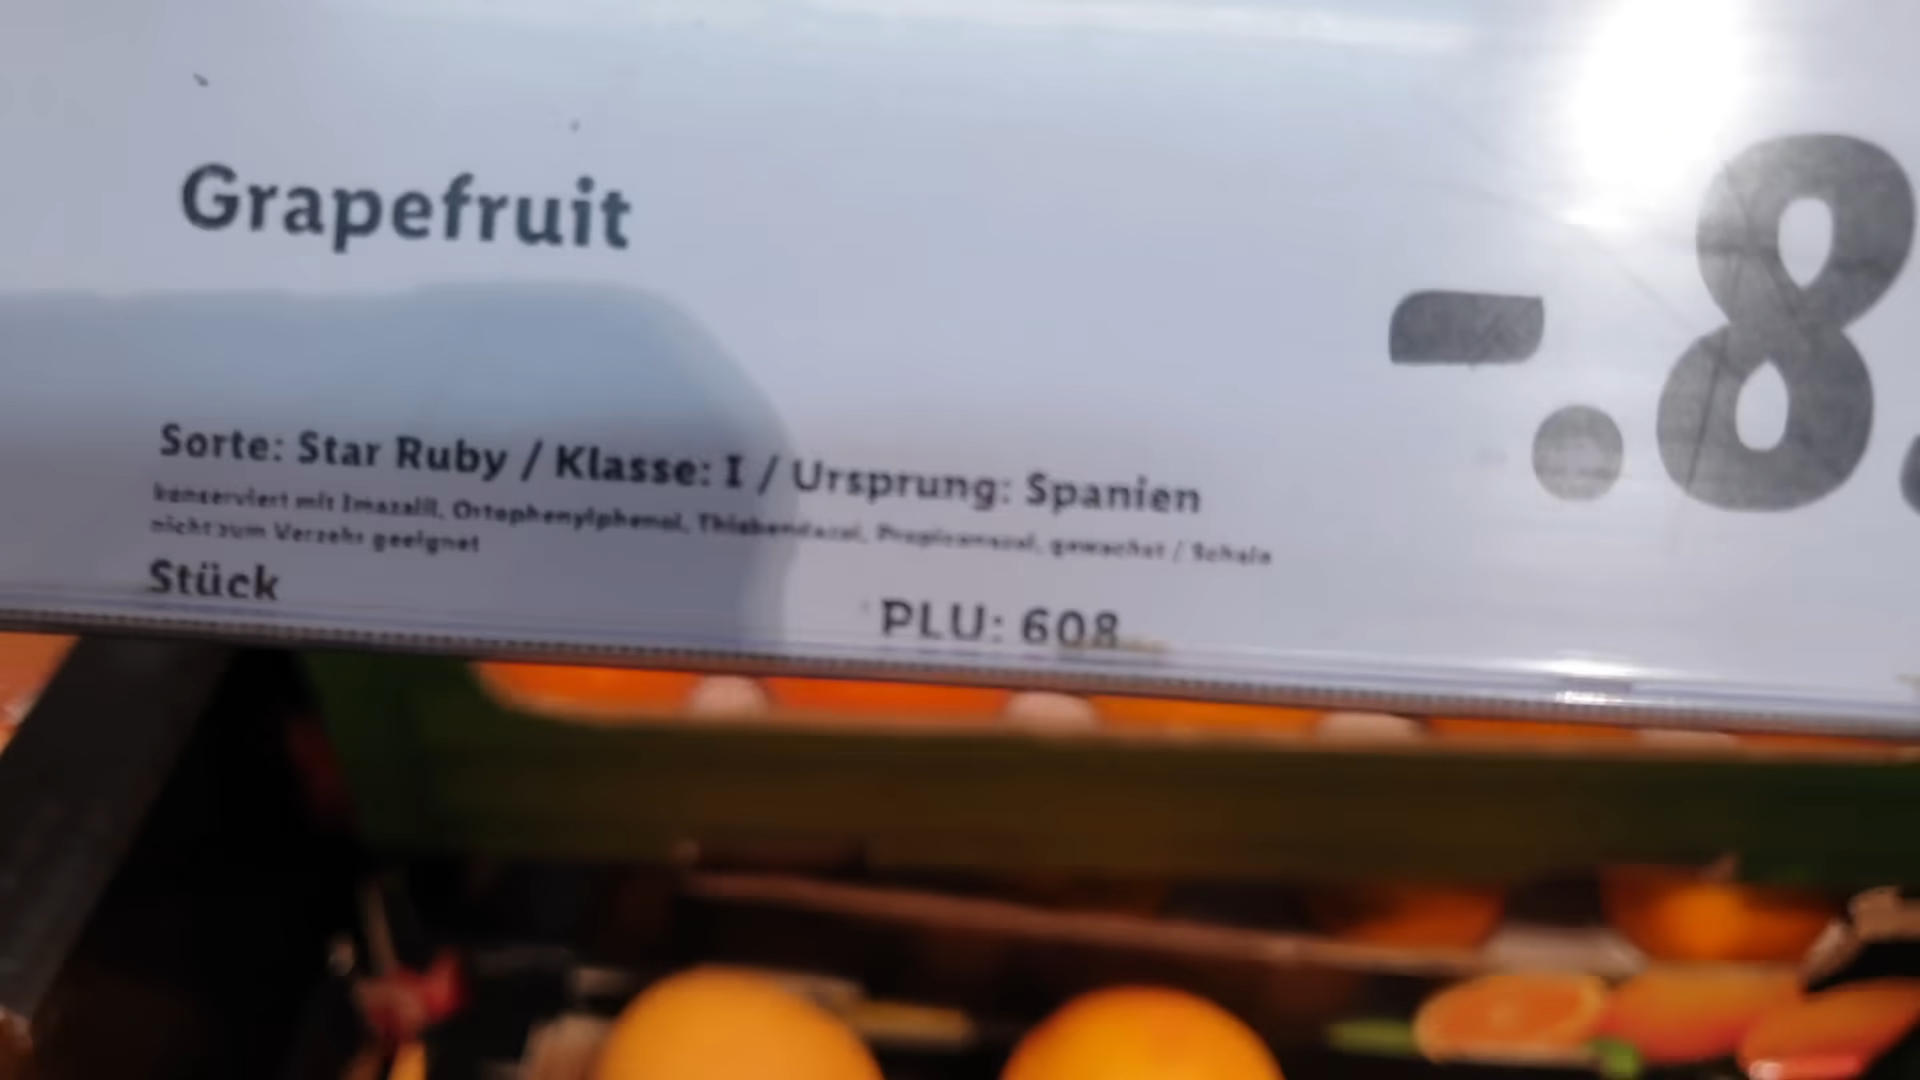 Grapefruit
-.8
Sorte: Star Ruby / Klasse: I / Ursprung: Spanien
konserviert mit Imazalil, Ortophenylphenol, Thiabendazol, Propiconazol, gewachst / Schale
nicht zum Verzehr geeignet
Stück
PLU: 608